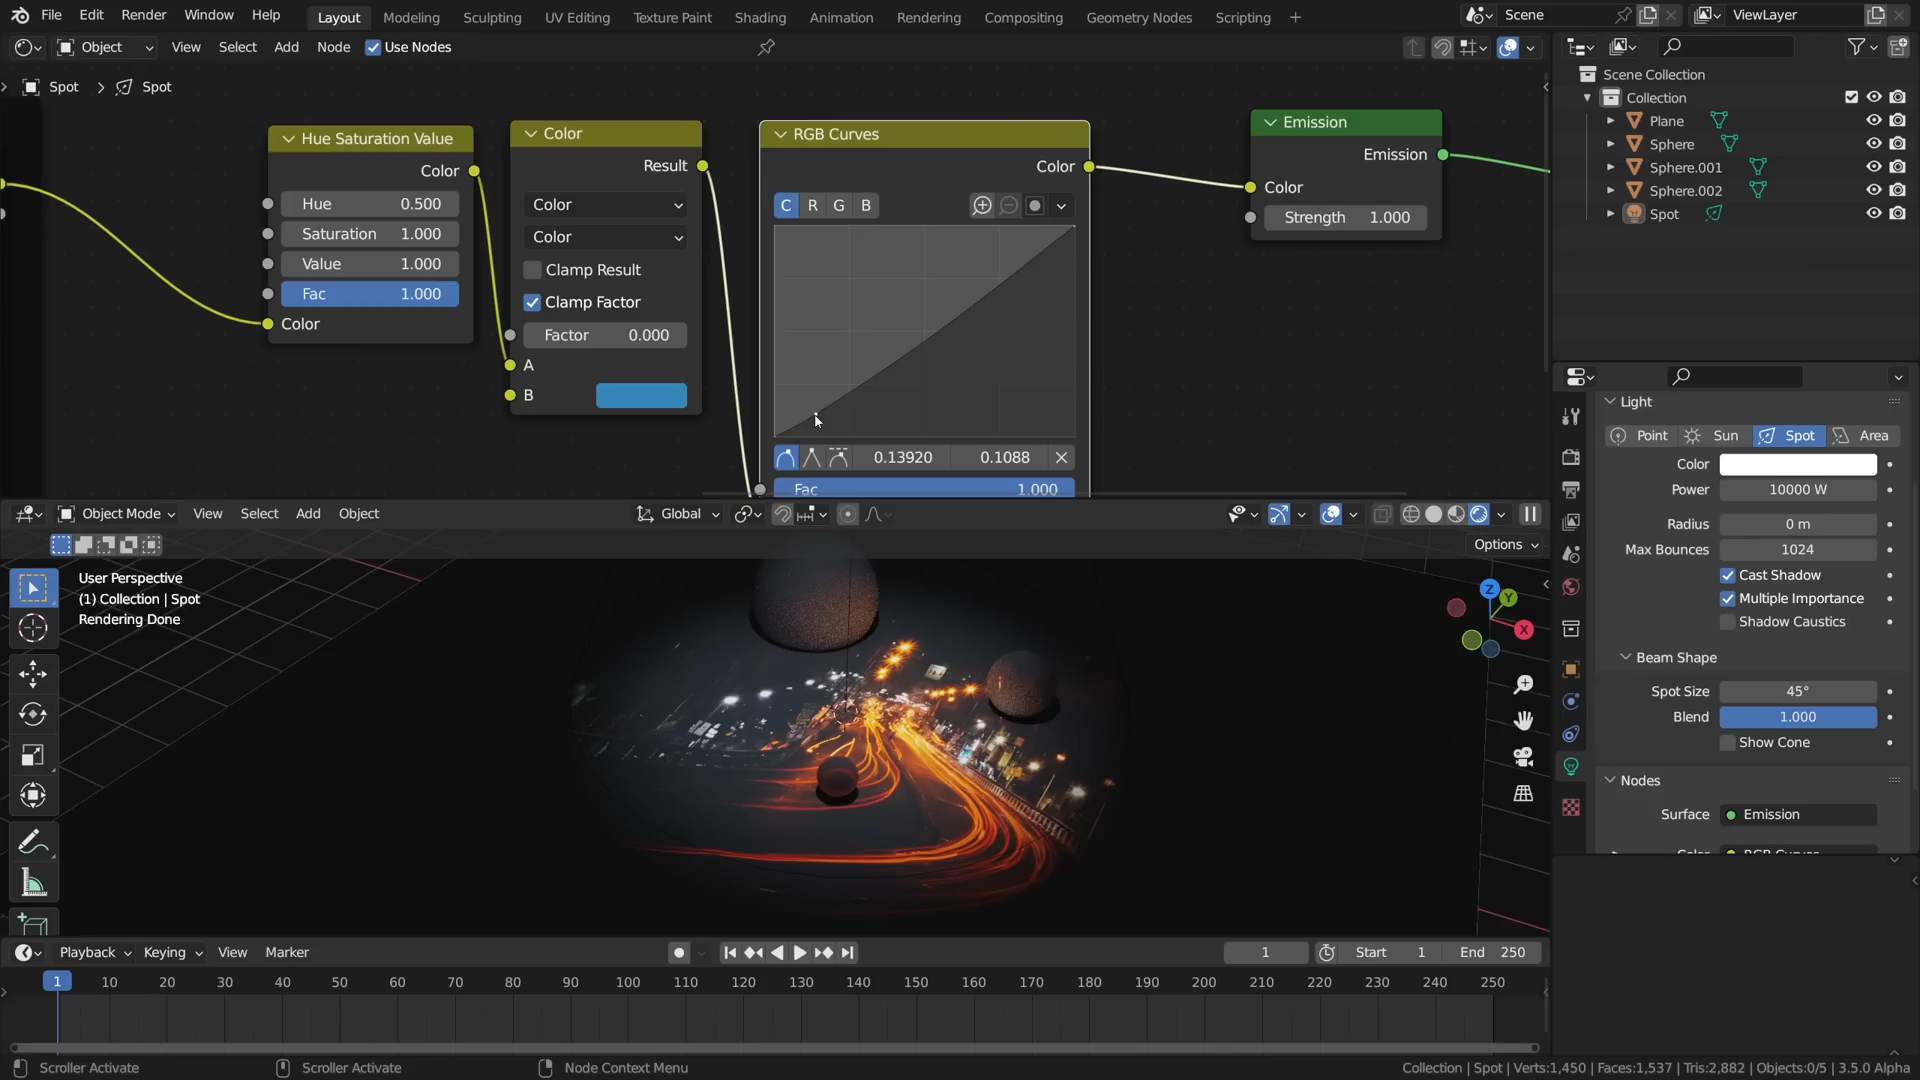 File Edit Render Window Help Layout Modeling Sculpting UV Editing Texture Paint Shading Animation Rendering Compositing Geometry Nodes Scripting + Scene ViewLayer
Object View Select Add Node Use Nodes
Spot > Spot
Scene Collection
Collection
Plane
Sphere
Sphere.001
Sphere.002
Spot
Hue Saturation Value
Color
Hue 0.500
Saturation 1.000
Value 1.000
Fac 1.000
Color
Color
Result
Color
Color
Clamp Result
Clamp Factor
Factor 0.000
A
B
RGB Curves
Color
C R G B
0.13920 0.1088
Fac 1.000
Emission
Emission
Color
Strength 1.000
Light
Point Sun Spot Area
Color
Power 10000 W
Radius 0 m
Max Bounces 1024
Cast Shadow
Multiple Importance
Shadow Caustics
Beam Shape
Spot Size 45°
Blend 1.000
Show Cone
Nodes
Surface Emission
Color RGB Curves
Object Mode View Select Add Object Global
Options
User Perspective
(1) Collection | Spot
Rendering Done
Z
Y
X
Playback Keying View Marker 1 Start 1 End 250
1 10 20 30 40 50 60 70 80 90 100 110 120 130 140 150 160 170 180 190 200 210 220 230 240 250
Scroller Activate Scroller Activate Node Context Menu Collection | Spot | Verts:1,450 | Faces:1,537 | Tris:2,882 | Objects:0/5 | 3.5.0 Alpha